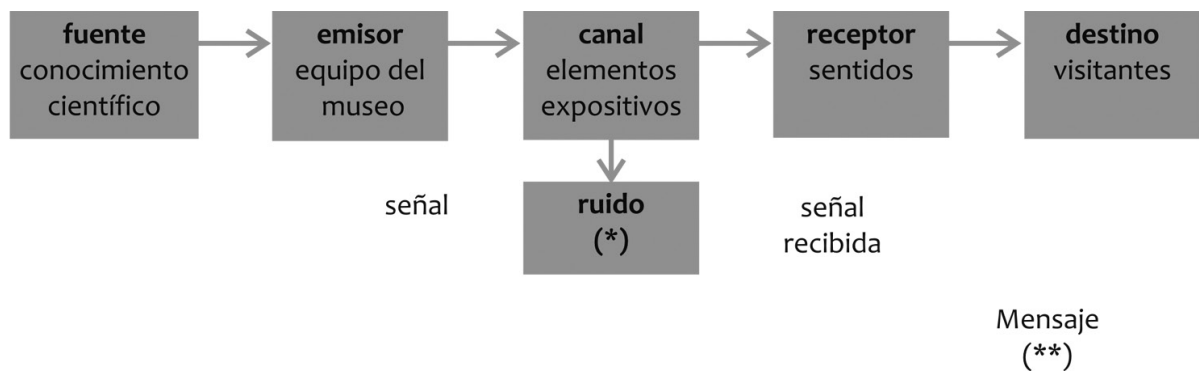 fuente
conocimiento
científico
emisor
equipo del
museo
canal
elementos
expositivos
receptor
sentidos
destino
visitantes
señal
ruido
(*)
señal
recibida
Mensaje
(**)